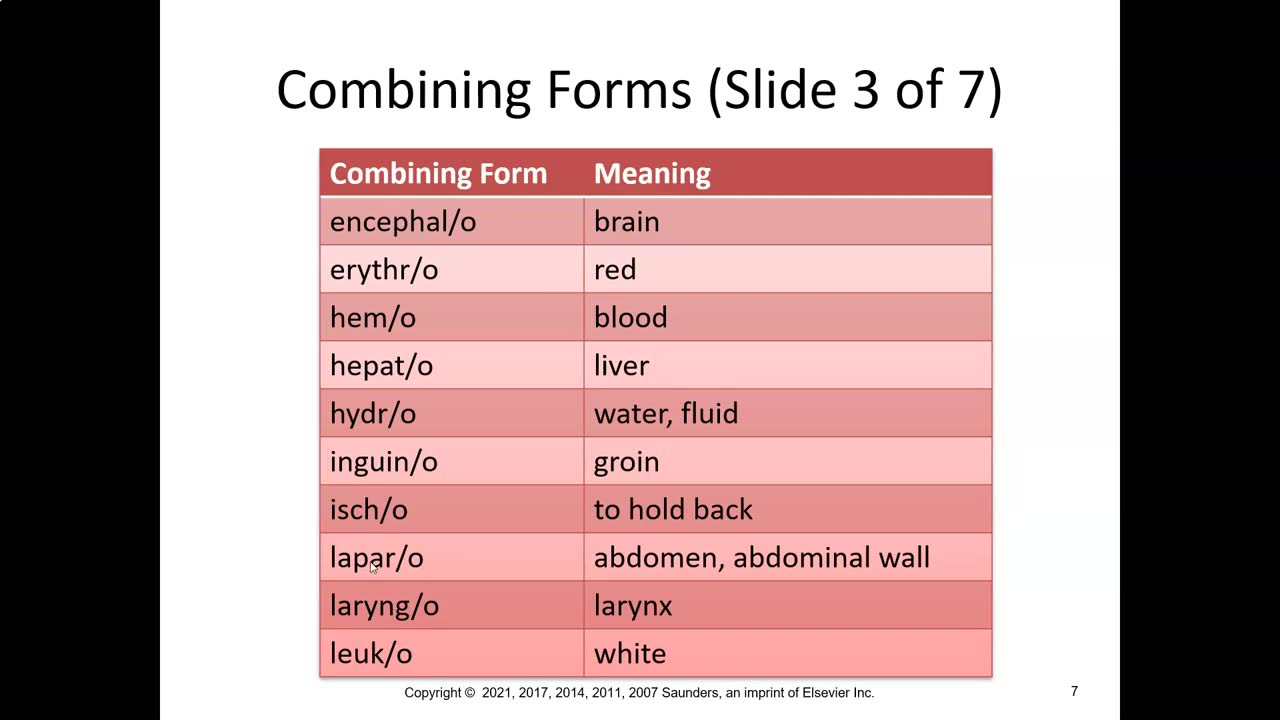 Combining Forms (Slide 3 of 7)
Combining Form Meaning
encephal/o brain
erythr/o red
hem/o blood
hepat/o liver
hydr/o water, fluid
inguin/o groin
isch/o to hold back
lapar/o abdomen, abdominal wall
laryng/o larynx
leuk/o white
Copyright © 2021, 2017, 2014, 2011, 2007 Saunders, an imprint of Elsevier Inc. 7